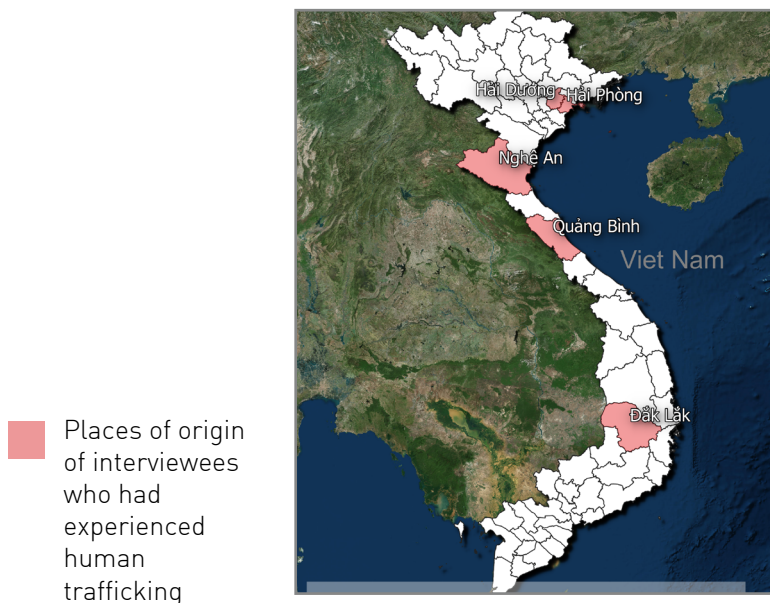 Hải Dướng
Hải Phòng
Nghệ An
Quảng Bình
Viet Nam
Đắk Lắk
Places of origin
of interviewees
who had
experienced
human
trafficking